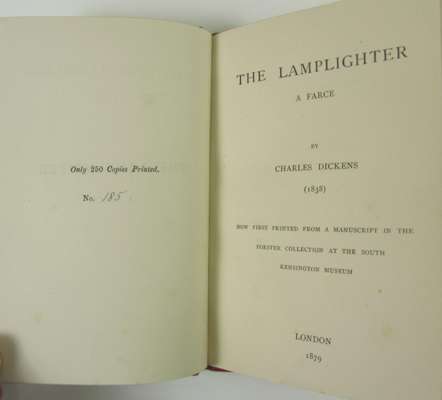 Only 250 Copies Printed.
No. 185.
THE LAMPLIGHTER
A FARCE
BY
CHARLES DICKENS
(1838)
NOW FIRST PRINTED FROM A MANUSCRIPT IN THE
FORSTER COLLECTION AT THE SOUTH
KENSINGTON MUSEUM
LONDON
1879